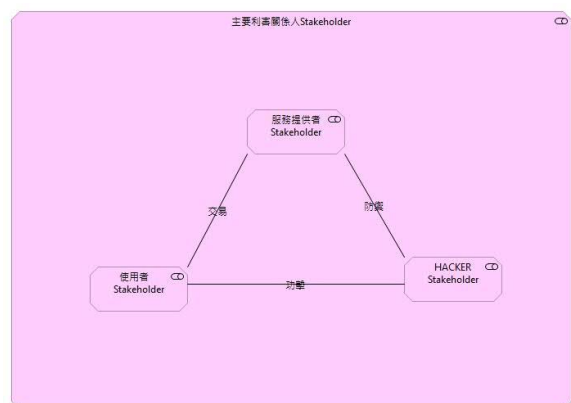 主要利害關係人Stakeholder
服務提供者
Stakeholder
交易
防禦
使用者
Stakeholder
功擊
HACKER
Stakeholder